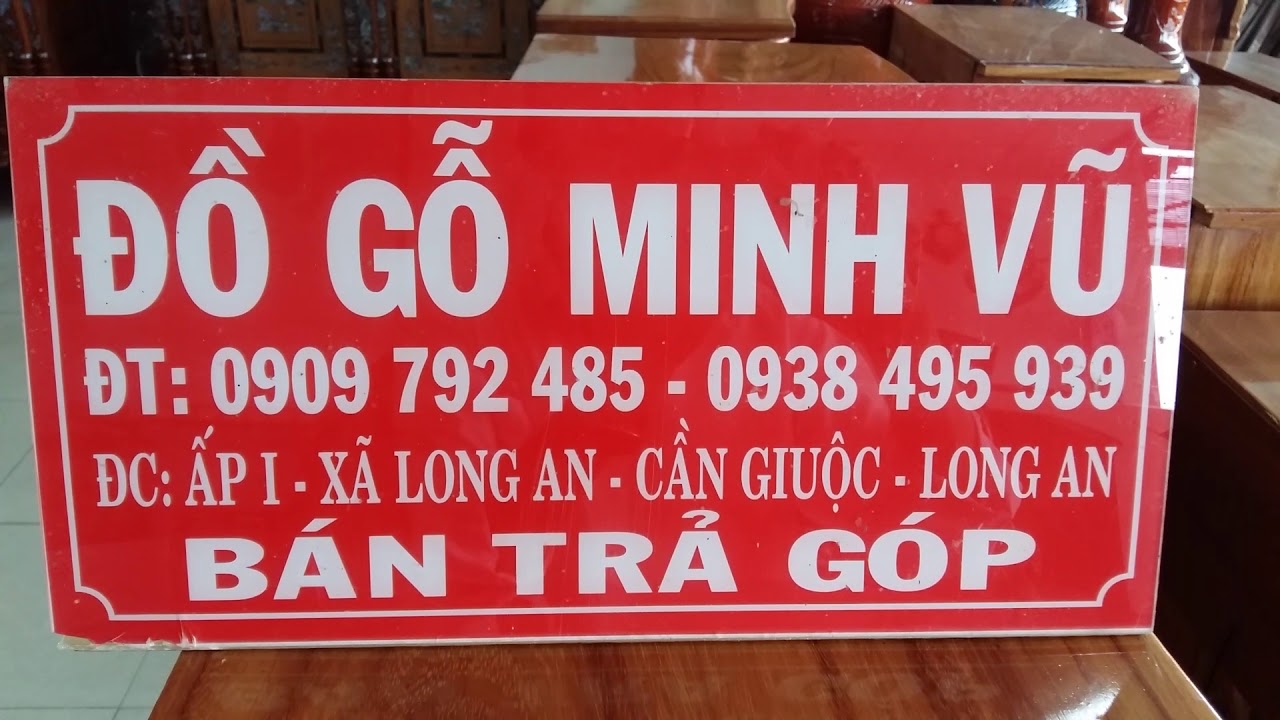 ĐỒ GỖ MINH VŨ
ĐT: 0909 792 485 - 0938 495 939
ĐC: ẤP I - XÃ LONG AN - CẦN GIUỘC - LONG AN
BÁN TRẢ GÓP